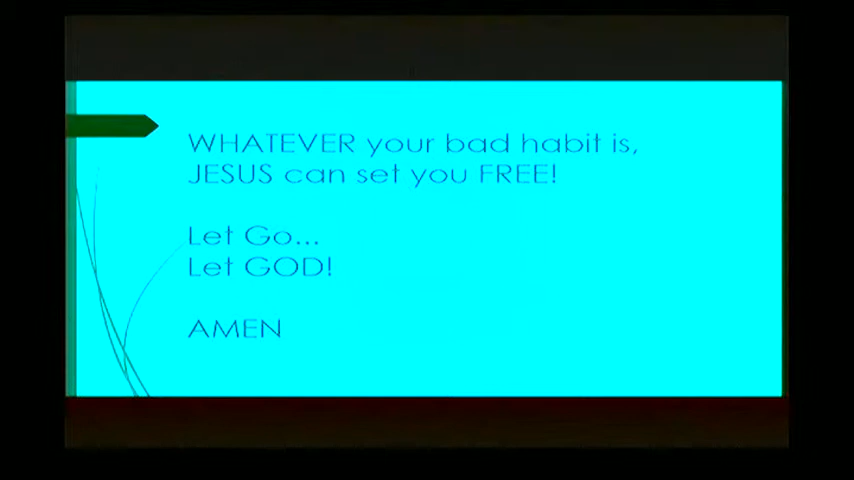 WHATEVER your bad habit is,
JESUS can set you FREE!
Let Go...
Let GOD!
AMEN